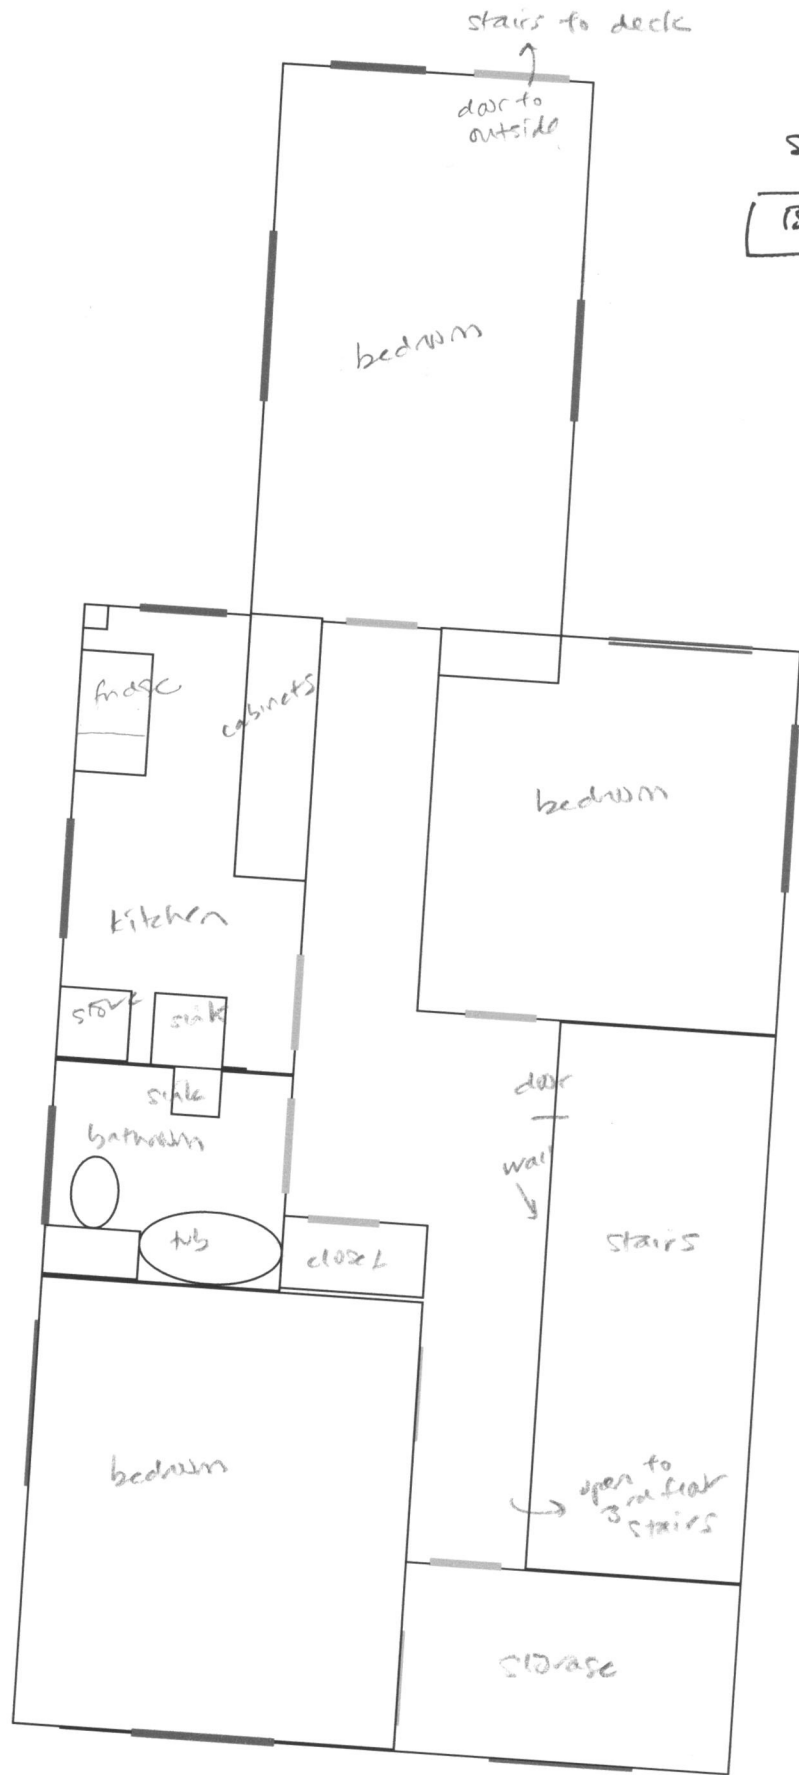 stairs to deck
door to
outside
bedroom
fridge
cabinets
bedroom
kitchen
stove
sink
sink
door
bathroom
wall
tub
closet
stairs
bedroom
open to
3rd floor
stairs
storage